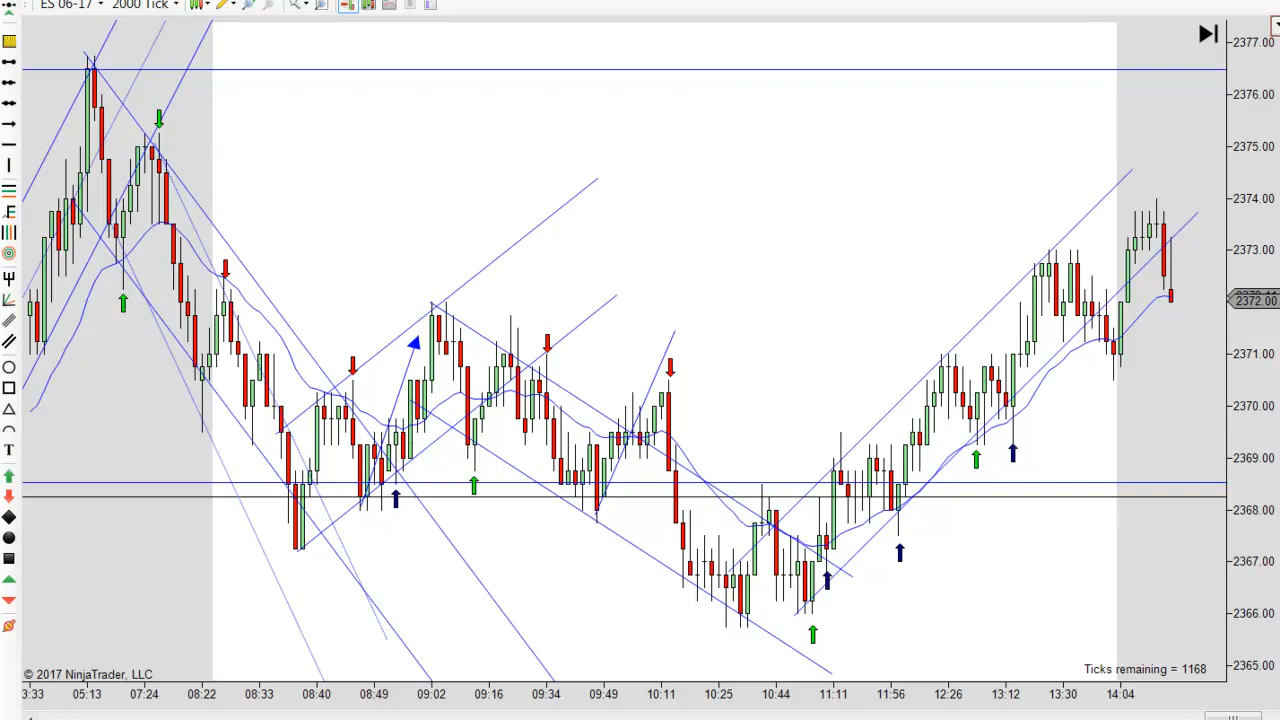 ES 06-17 2000 Tick
2377.00
2376.00
2375.00
2374.00
2373.00
2372.00
2371.00
2370.00
2369.00
2368.00
2367.00
2366.00
2365.00
T
© 2017 NinjaTrader, LLC
Ticks remaining = 1168
3:33 05:13 07:24 08:22 08:33 08:40 08:49 09:02 09:16 09:34 09:49 10:11 10:25 10:44 11:11 11:56 12:26 13:12 13:30 14:04